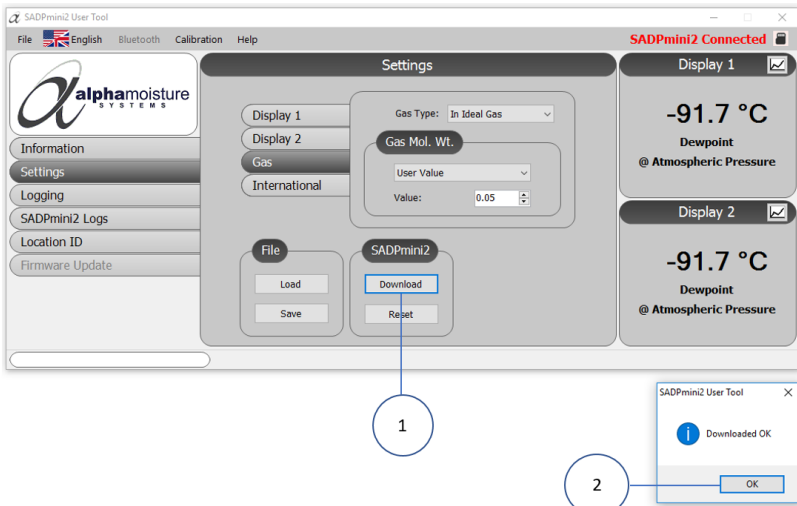 SADPmini2 User Tool
File English Bluetooth Calibration Help
SADPmini2 Connected
alphamoisture
SYSTEMS
Information
Settings
Logging
SADPmini2 Logs
Location ID
Firmware Update
Settings
Display 1
Display 2
Gas
International
Gas Type: In Ideal Gas
Gas Mol. Wt.
User Value
Value: 0.05
File
Load
Save
SADPmini2
Download
Reset
Display 1
-91.7 °C
Dewpoint
@ Atmospheric Pressure
Display 2
-91.7 °C
Dewpoint
@ Atmospheric Pressure
1
SADPmini2 User Tool
Downloaded OK
OK
2